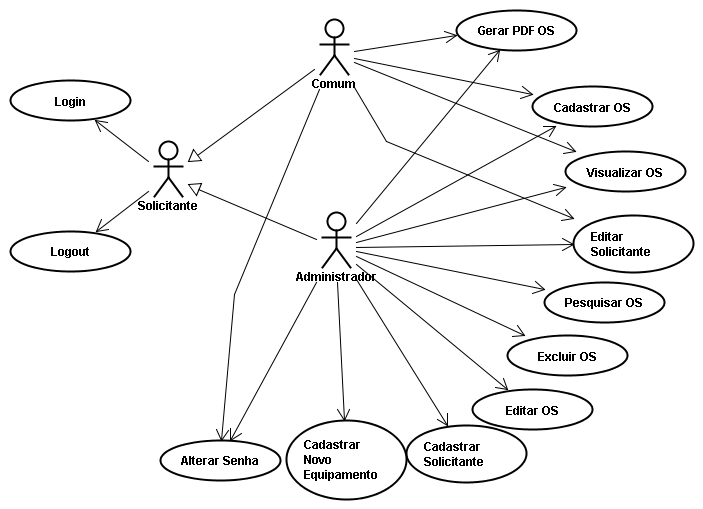 Gerar PDF OS
Comum
Login
Cadastrar OS
Visualizar OS
Solicitante
Logout
Administrador
Editar
Solicitante
Pesquisar OS
Excluir OS
Editar OS
Alterar Senha
Cadastrar
Novo
Equipamento
Cadastrar
Solicitante